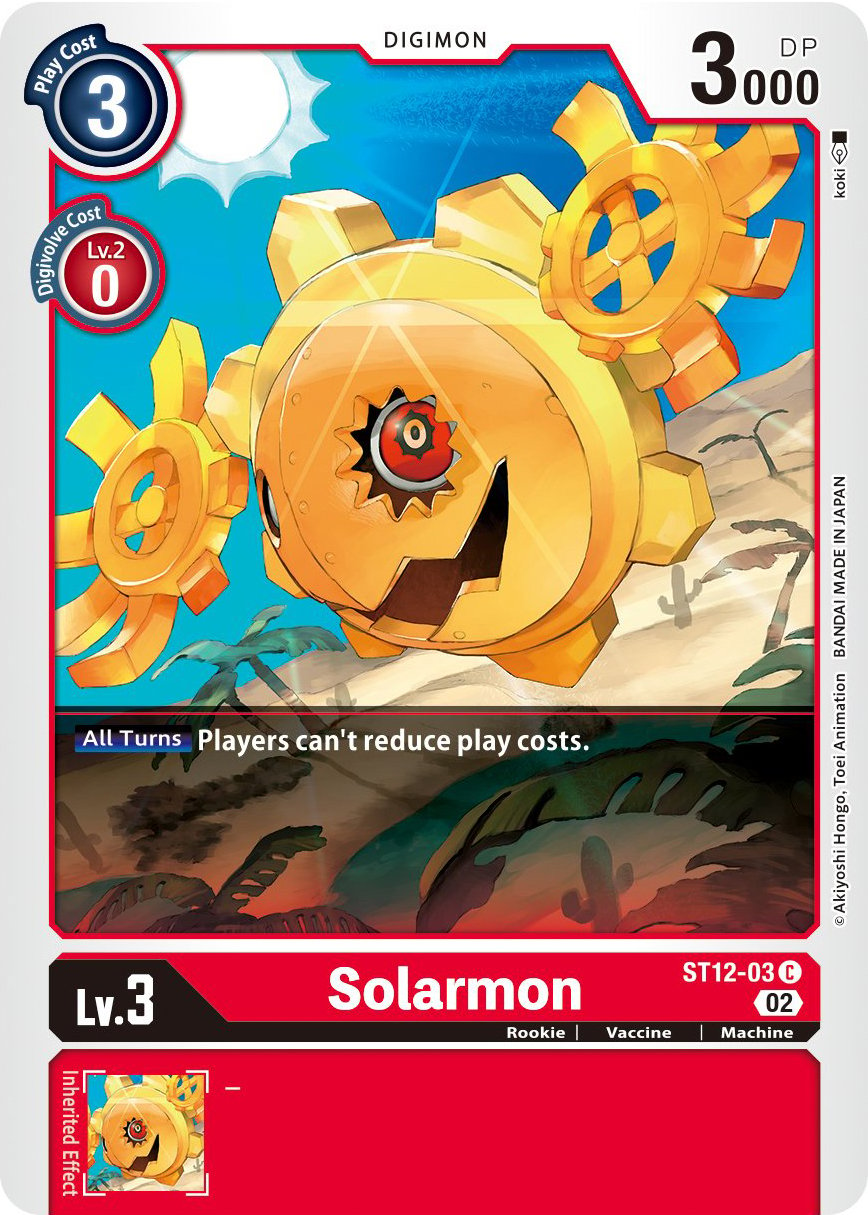 DIGIMON
Play Cost
3
DP
3000
Digivolve Cost
Lv.2
0
koki
BANDAI MADE IN JAPAN
© Akiyoshi Hongo, Toei Animation
All Turns Players can't reduce play costs.
Lv.3
Solarmon
ST12-03 C
02
Rookie | Vaccine | Machine
Inherited Effect
–